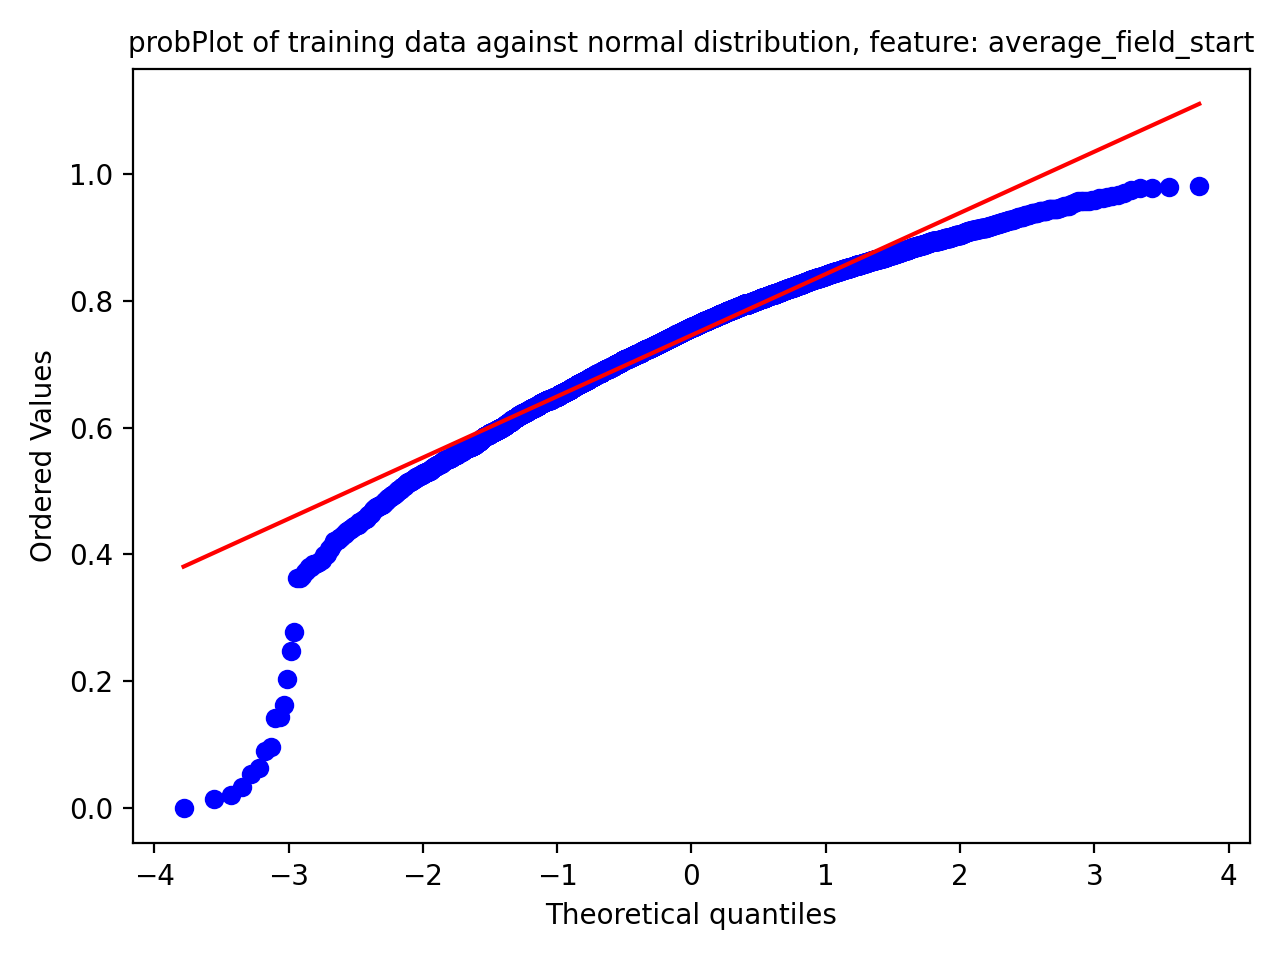 probPlot of training data against normal distribution, feature: average_field_start
Ordered Values
1.0
0.8
0.6
0.4
0.2
0.0
−4 −3 −2 −1 0 1 2 3 4
Theoretical quantiles